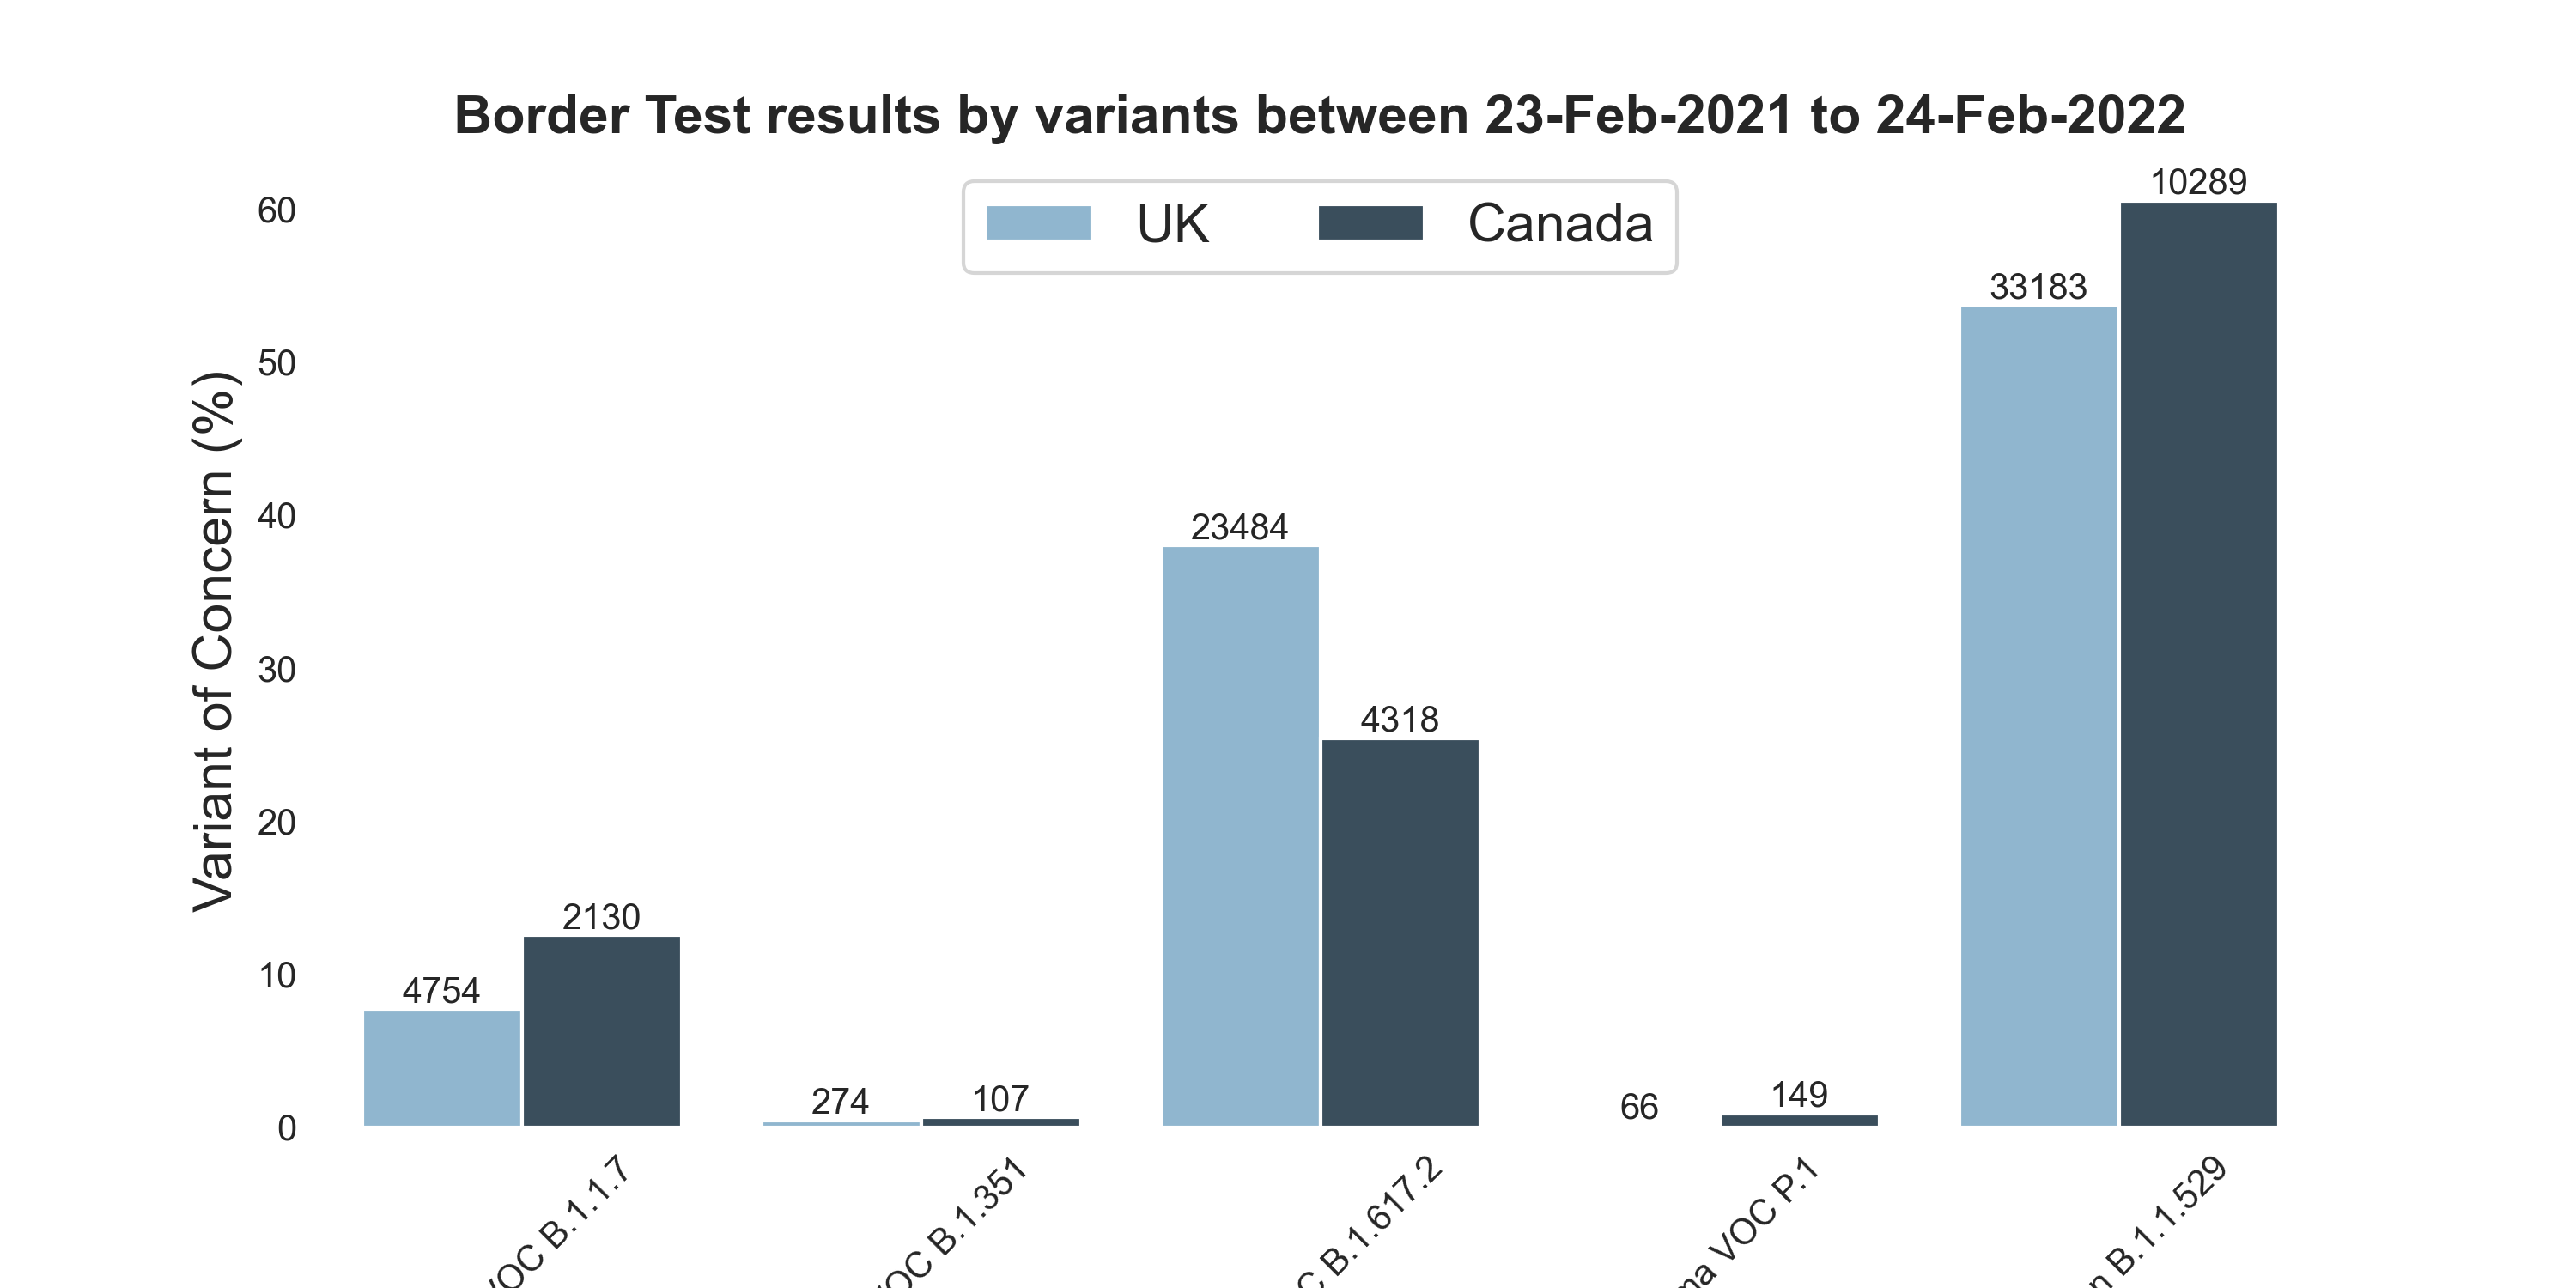 Border Test results by variants between 23-Feb-2021 to 24-Feb-2022
UK
Canada
Variant of Concern (%)
60
50
40
30
20
10
0
4754
2130
274
107
23484
4318
66
149
33183
10289
VOC B.1.1.7
VOC B.1.351
B.1.617.2
VOC P.1
B.1.1.529